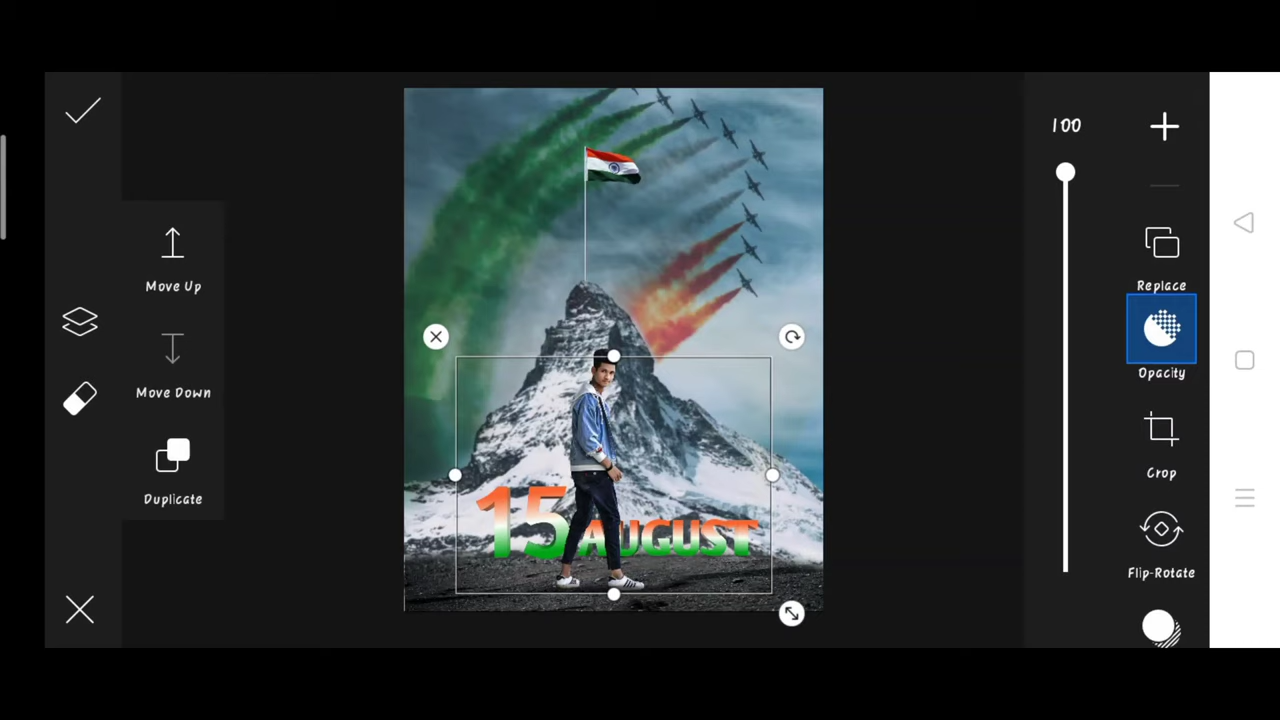 100
Move Up
Replace
Opacity
Move Down
Crop
Duplicate
15 AUGUST
Flip-Rotate